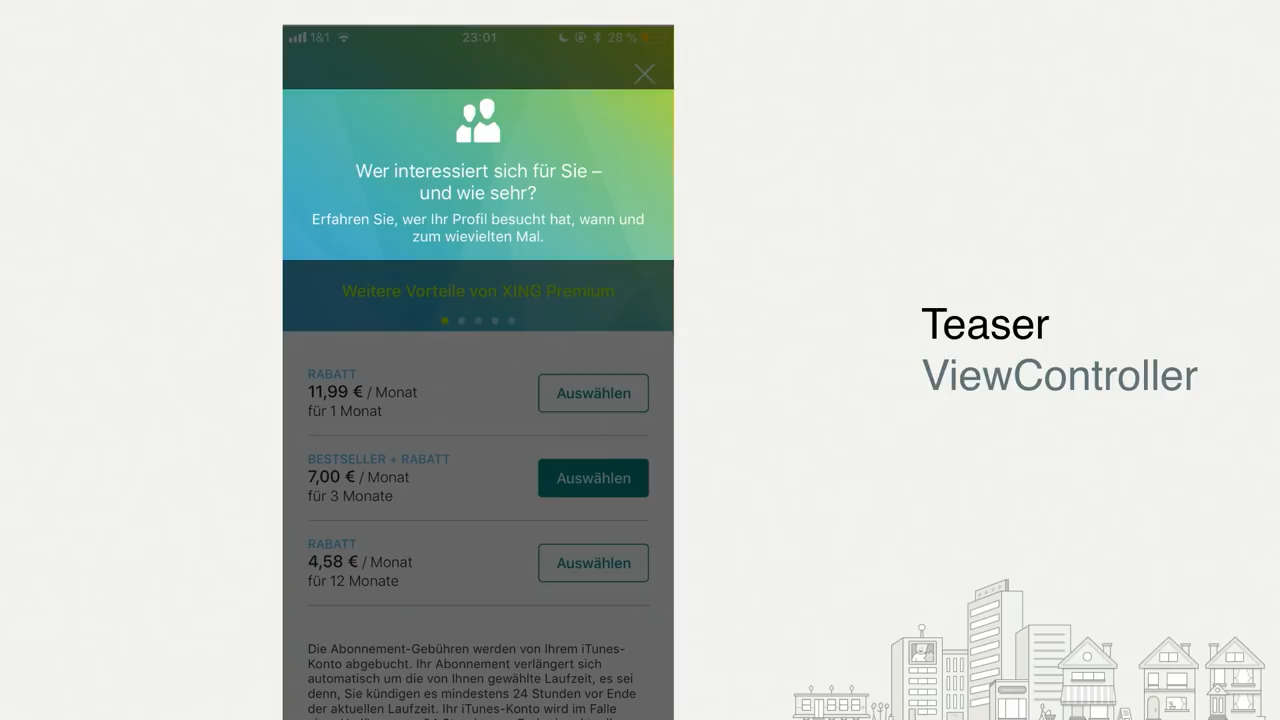 1&1
23:01
28 %
Wer interessiert sich für Sie –
und wie sehr?
Erfahren Sie, wer Ihr Profil besucht hat, wann und
zum wievielten Mal.
Weitere Vorteile von XING Premium
RABATT
11,99 € / Monat
für 1 Monat
Auswählen
BESTSELLER + RABATT
7,00 € / Monat
für 3 Monate
Auswählen
RABATT
4,58 € / Monat
für 12 Monate
Auswählen
Die Abonnement-Gebühren werden von Ihrem iTunes-
Konto abgebucht. Ihr Abonnement verlängert sich
automatisch um die von Ihnen gewählte Laufzeit, es sei
denn, Sie kündigen es mindestens 24 Stunden vor Ende
der aktuellen Laufzeit. Ihr iTunes-Konto wird im Falle
Teaser
ViewController